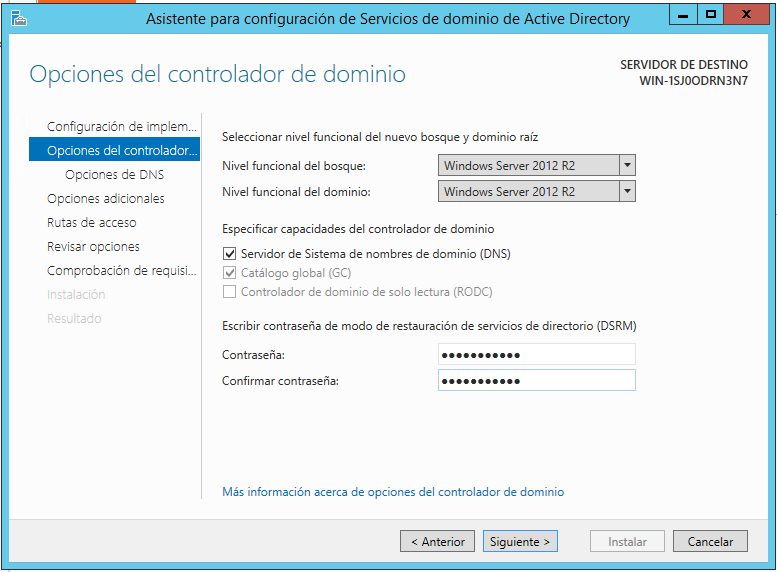 Asistente para configuración de Servicios de dominio de Active Directory
Opciones del controlador de dominio
SERVIDOR DE DESTINO
WIN-1SJ0ODRN3N7
Configuración de implem...
Opciones del controlador...
Opciones de DNS
Opciones adicionales
Rutas de acceso
Revisar opciones
Comprobación de requisi...
Instalación
Resultado
Seleccionar nivel funcional del nuevo bosque y dominio raíz
Nivel funcional del bosque: Windows Server 2012 R2
Nivel funcional del dominio: Windows Server 2012 R2
Especificar capacidades del controlador de dominio
Servidor de Sistema de nombres de dominio (DNS)
Catálogo global (GC)
Controlador de dominio de solo lectura (RODC)
Escribir contraseña de modo de restauración de servicios de directorio (DSRM)
Contraseña: ●●●●●●●●●●●
Confirmar contraseña: ●●●●●●●●●●●
Más información acerca de opciones del controlador de dominio
< Anterior Siguiente > Instalar Cancelar